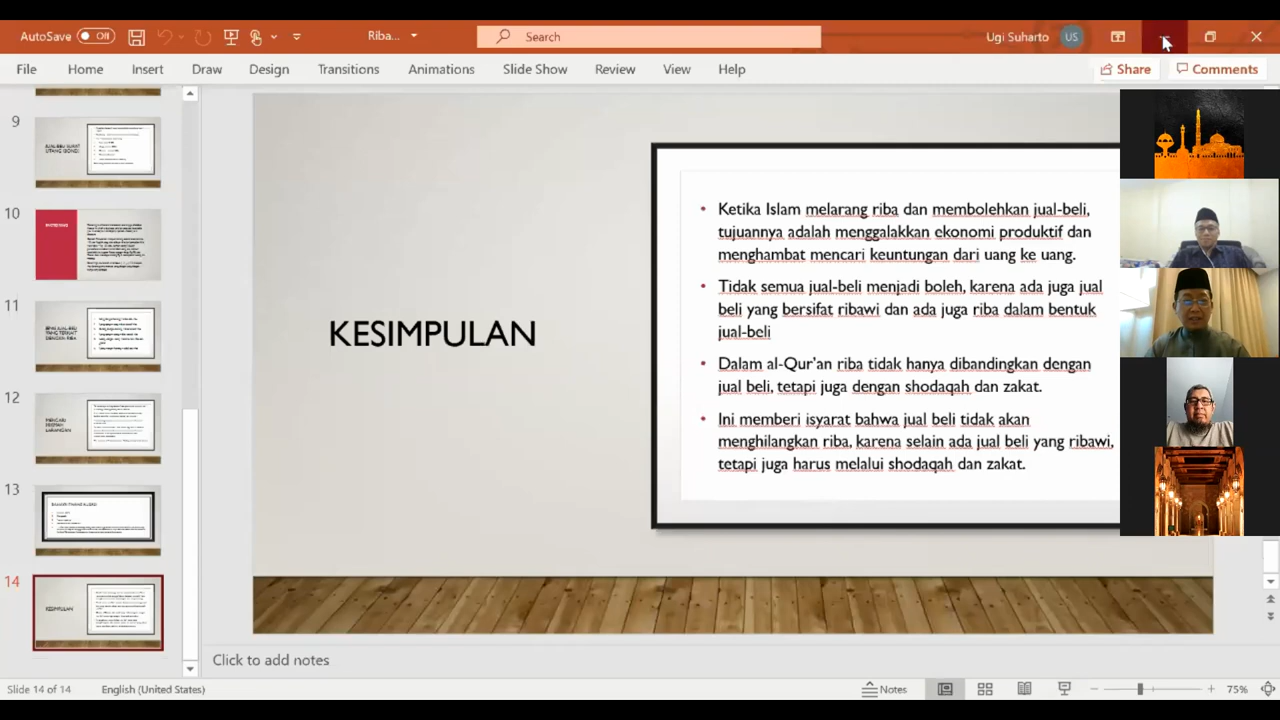 AutoSave Off
Riba...
Search
Ugi Suharto US
File Home Insert Draw Design Transitions Animations Slide Show Review View Help
Share Comments
9
10
11
12
13
14
KESIMPULAN
• Ketika Islam melarang riba dan membolehkan jual-beli,
tujuannya adalah menggalakkan ekonomi produktif dan
menghambat mencari keuntungan dari uang ke uang.
• Tidak semua jual-beli menjadi boleh, karena ada juga jual
beli yang bersifat ribawi dan ada juga riba dalam bentuk
jual-beli
• Dalam al-Qur'an riba tidak hanya dibandingkan dengan
jual beli, tetapi juga dengan shodaqah dan zakat.
• Ini memberi isyarat bahwa jual beli tidak akan
menghilangkan riba, karena selain ada jual beli yang ribawi,
tetapi juga harus melalui shodaqah dan zakat.
KESIMPULAN
Click to add notes
Slide 14 of 14 English (United States) Notes 75%